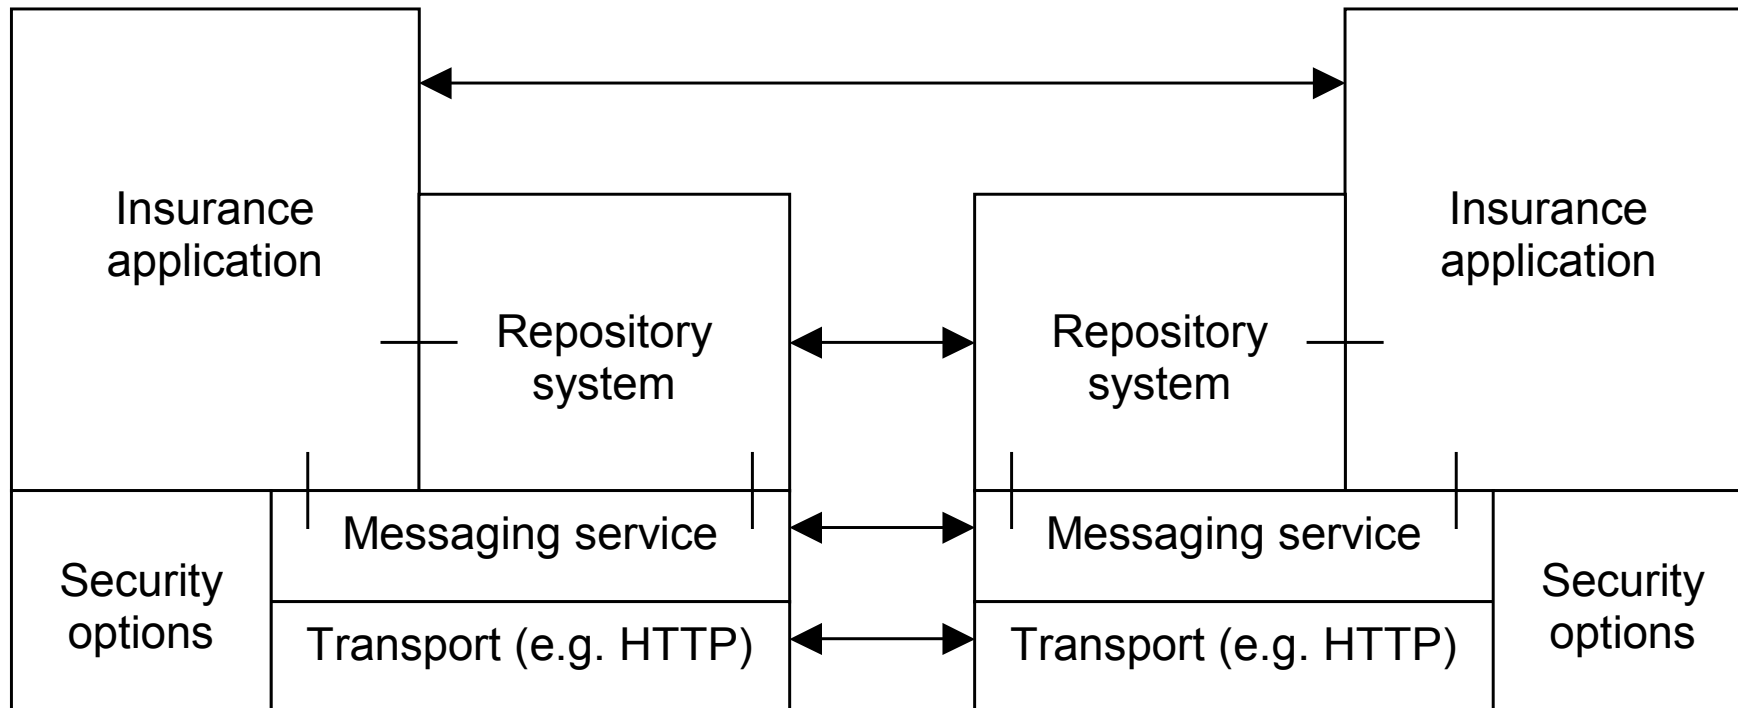 Insurance
application
Insurance
application
Repository
system
Repository
system
Messaging service
Messaging service
Security
options
Security
options
Transport (e.g. HTTP)
Transport (e.g. HTTP)